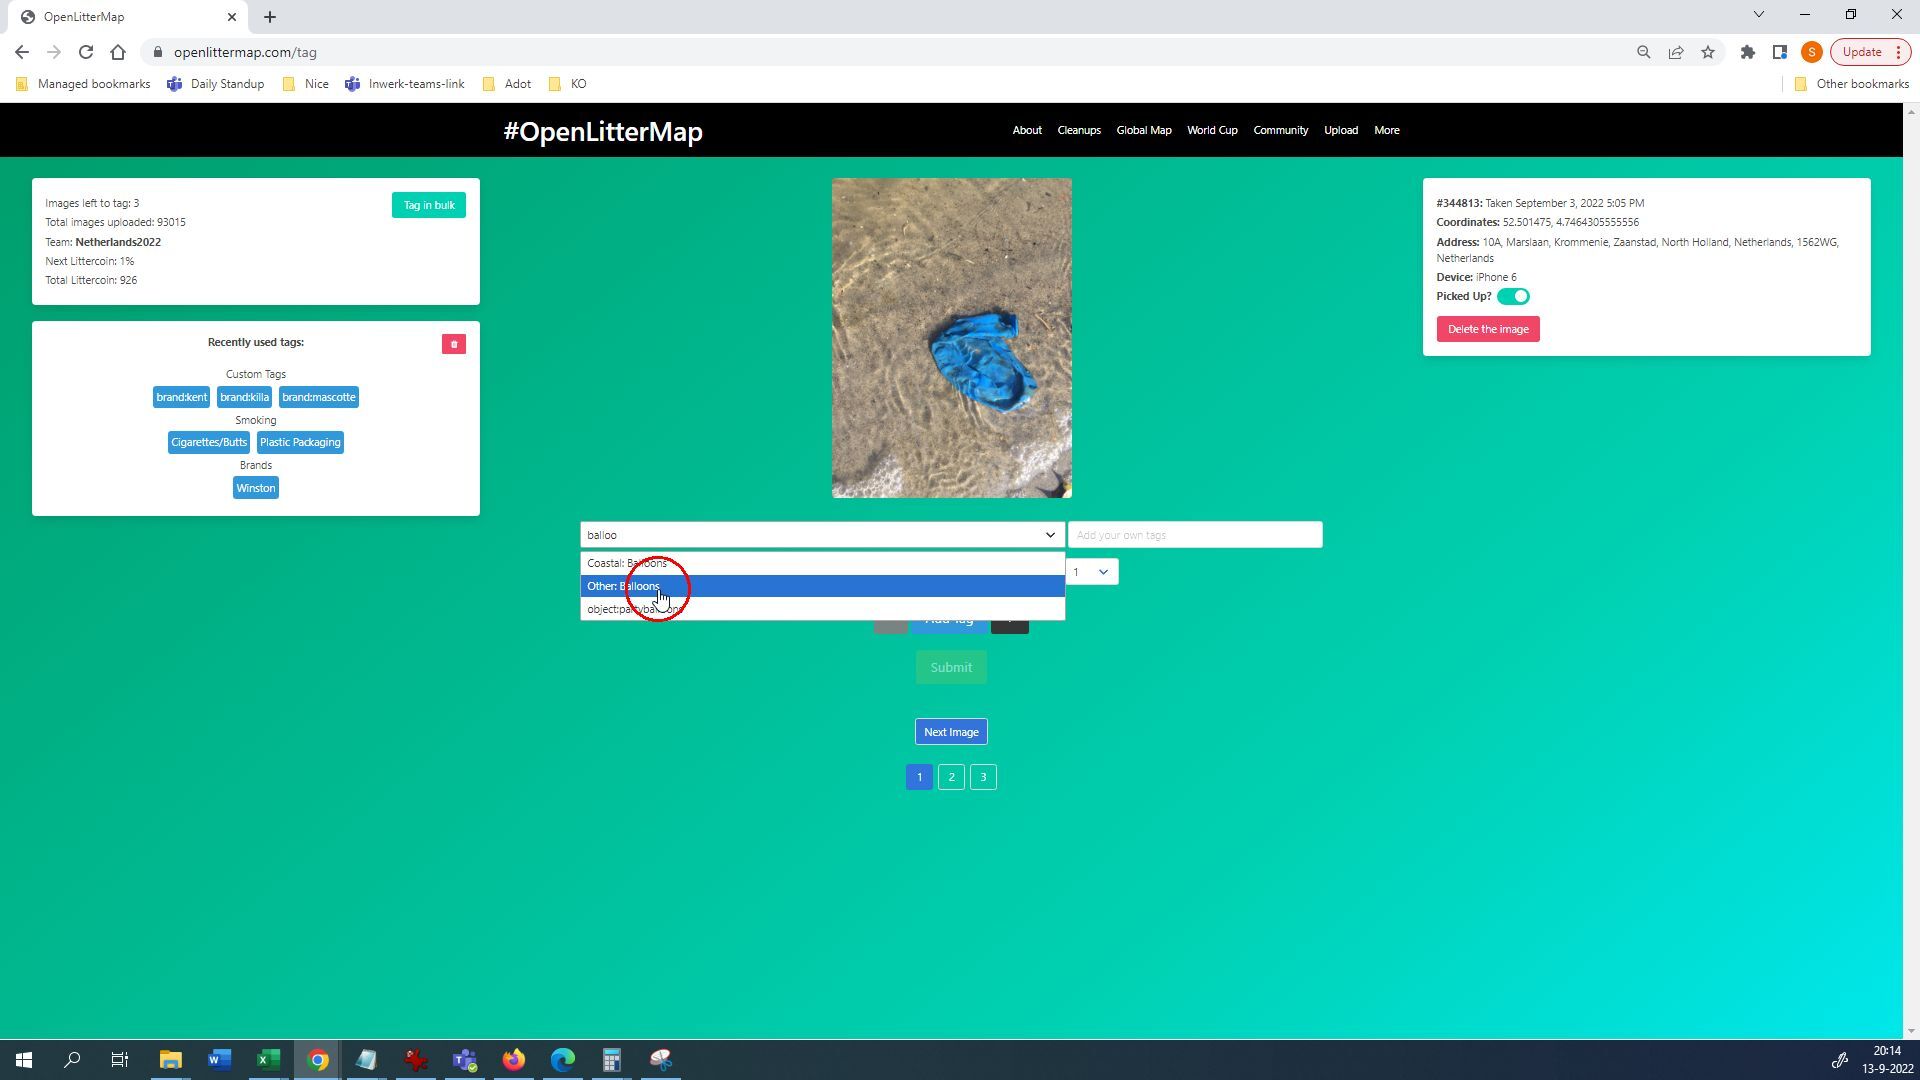 OpenLitterMap
openlittermap.com/tag
S
Update
Managed bookmarks
Daily Standup
Nice
Inwerk-teams-link
Adot
KO
Other bookmarks
#OpenLitterMap
About
Cleanups
Global Map
World Cup
Community
Upload
More
Images left to tag: 3
Tag in bulk
Total images uploaded: 93015
Team: Netherlands2022
Next Littercoin: 1%
Total Littercoin: 926
Recently used tags:
Custom Tags
brand:kent
brand:killa
brand:mascotte
Smoking
Cigarettes/Butts
Plastic Packaging
Brands
Winston
#344813: Taken September 3, 2022 5:05 PM
Coordinates: 52.501475, 4.7464305555556
Address: 10A, Marslaan, Krommenie, Zaanstad, North Holland, Netherlands, 1562WG,
Netherlands
Device: iPhone 6
Picked Up?
Delete the image
balloo
Add your own tags
Coastal: Balloons
Other: Balloons
object:partyballoons
1
Add Tag
Submit
Next Image
1
2
3
20:14
13-9-2022